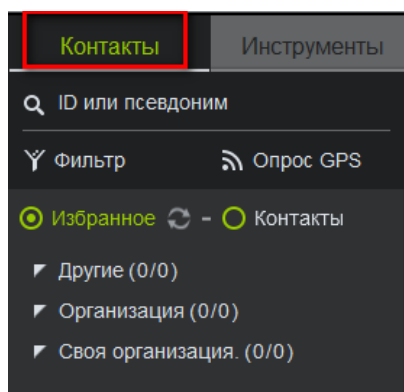 Контакты Инструменты
ID или псевдоним
Фильтр Опрос GPS
Избранное - Контакты
Другие (0/0)
Организация (0/0)
Своя организация. (0/0)